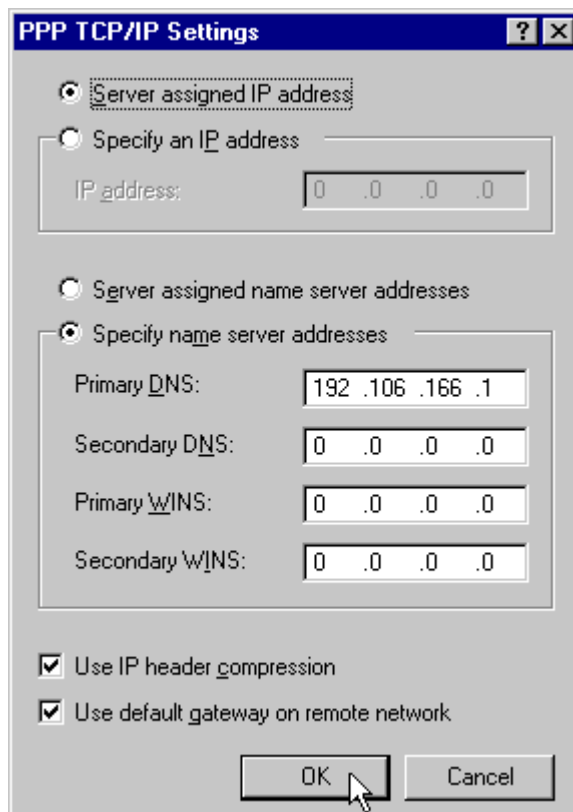 PPP TCP/IP Settings
Server assigned IP address
Specify an IP address
IP address: 0 .0 .0 .0
Server assigned name server addresses
Specify name server addresses
Primary DNS: 192 .106 .166 .1
Secondary DNS: 0 .0 .0 .0
Primary WINS: 0 .0 .0 .0
Secondary WINS: 0 .0 .0 .0
Use IP header compression
Use default gateway on remote network
OK Cancel